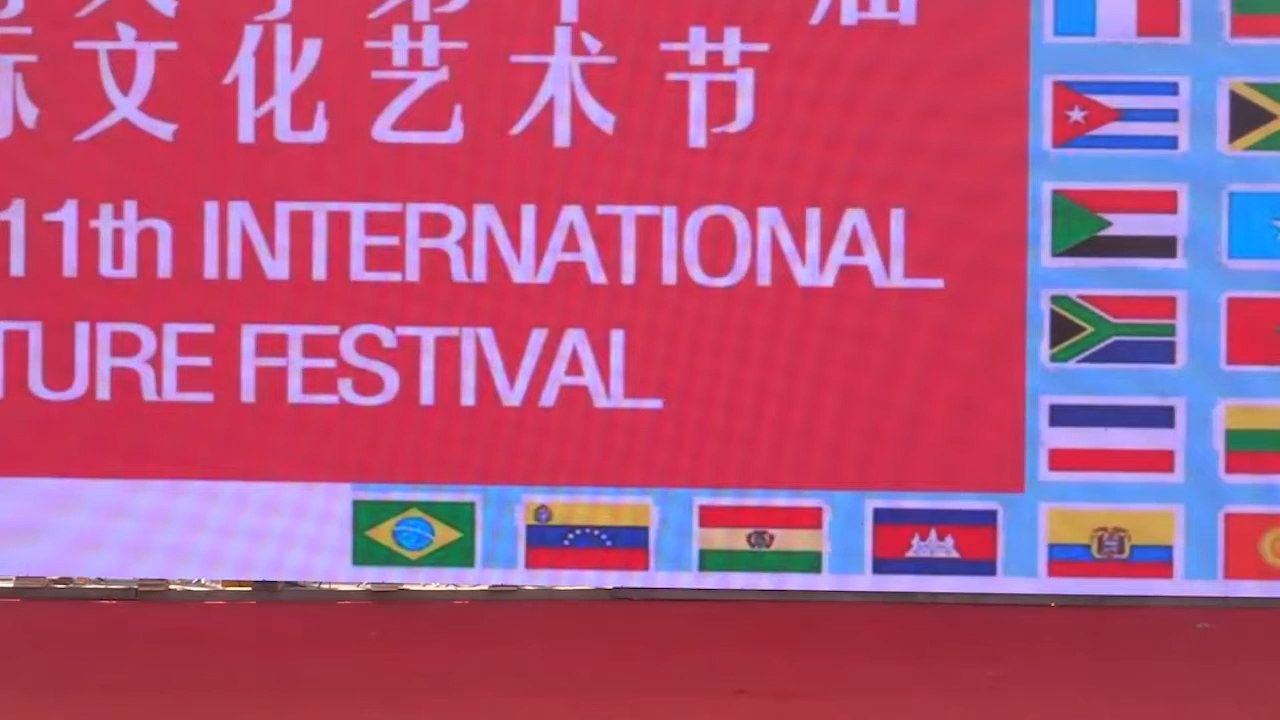 文化艺术节
11th INTERNATIONAL
TURE FESTIVAL